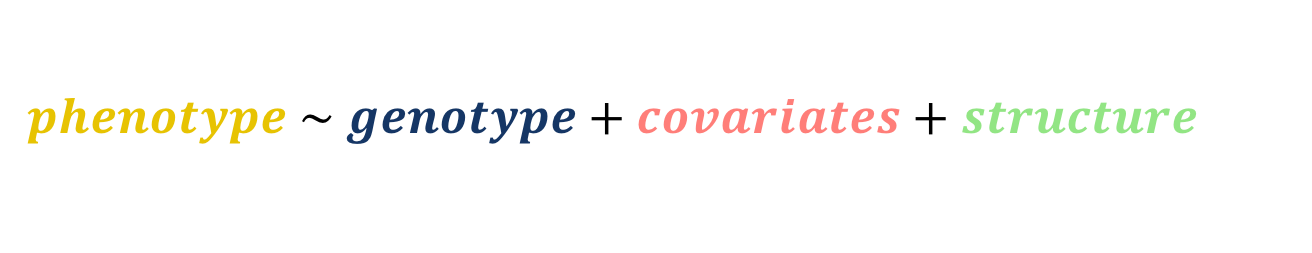 phenotype ~ genotype + covariates + structure